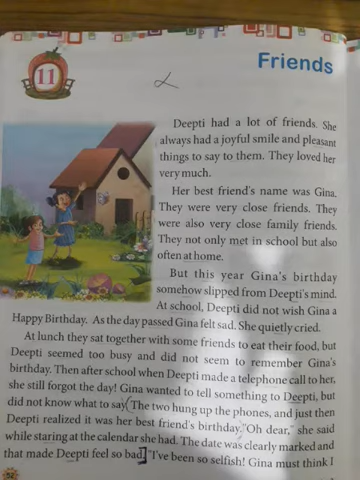 11
Friends
Deepti had a lot of friends. She
always had a joyful smile and pleasant
things to say to them. They loved her
very much.
Her best friend's name was Gina.
They were very close friends. They
were also very close family friends.
They not only met in school but also
often at home.
But this year Gina's birthday
somehow slipped from Deepti's mind.
At school, Deepti did not wish Gina a
Happy Birthday. As the day passed Gina felt sad. She quietly cried.
At lunch they sat together with some friends to eat their food, but
Deepti seemed too busy and did not seem to remember Gina's
birthday. Then after school when Deepti made a telephone call to her,
she still forgot the day! Gina wanted to tell something to Deepti, but
did not know what to say. The two hung up the phones, and just then
Deepti realized it was her best friend's birthday. "Oh dear," she said
while staring at the calendar she had. The date was clearly marked and
that made Deepti feel so bad. "I've been so selfish! Gina must think I